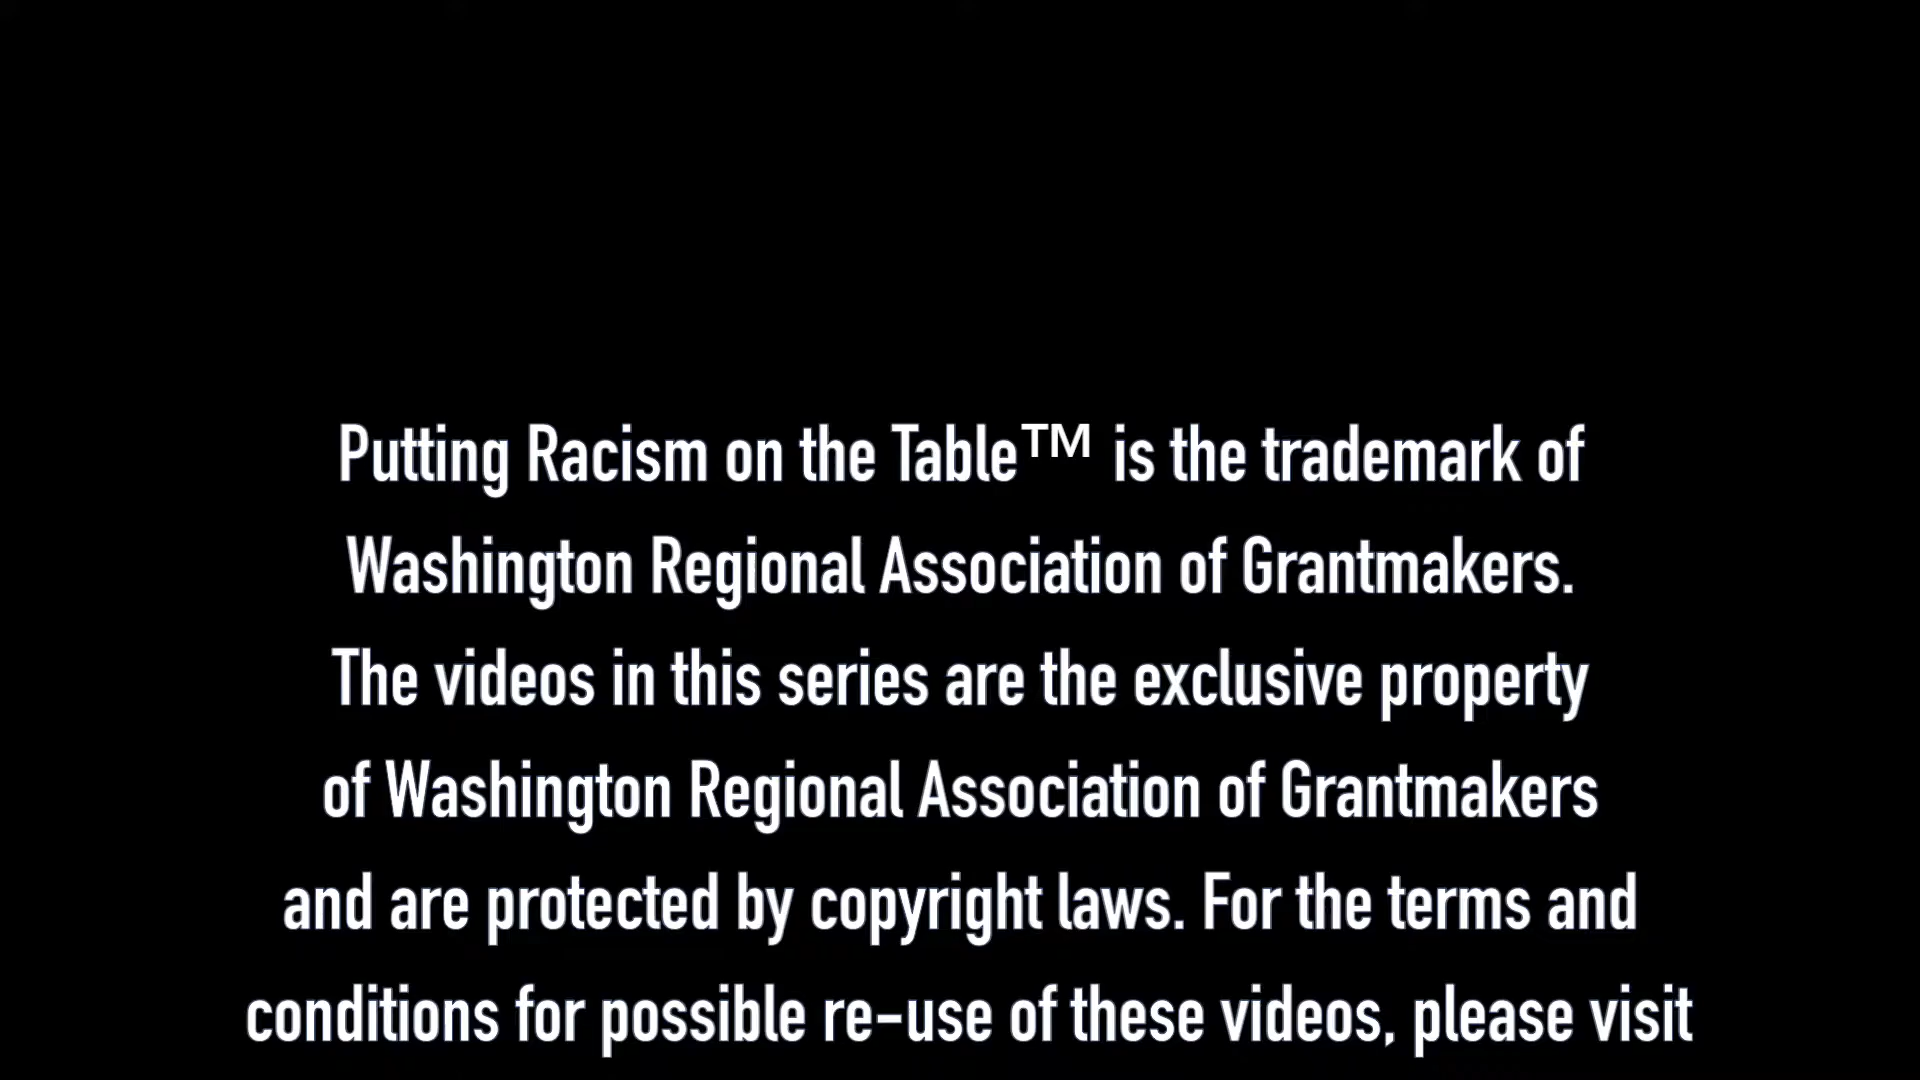 Putting Racism on the Table™ is the trademark of
Washington Regional Association of Grantmakers.
The videos in this series are the exclusive property
of Washington Regional Association of Grantmakers
and are protected by copyright laws. For the terms and
conditions for possible re-use of these videos, please visit